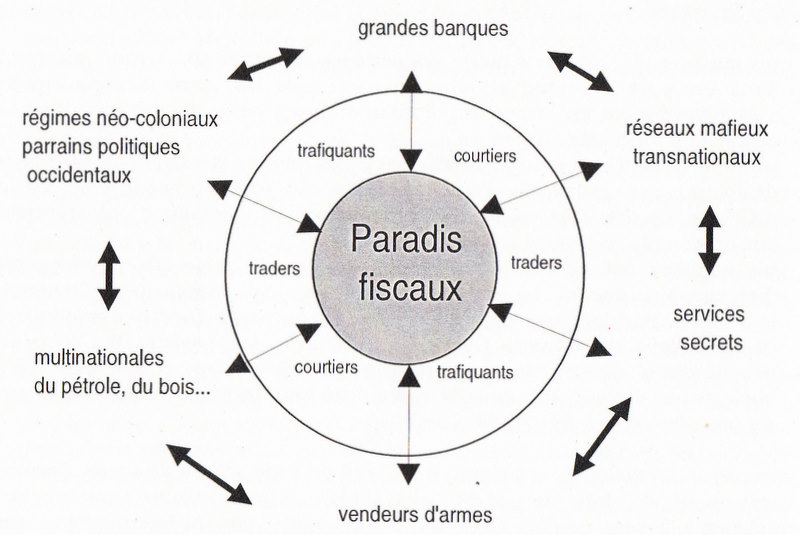 grandes banques
régimes néo-coloniaux
parrains politiques
occidentaux
réseaux mafieux
transnationaux
trafiquants
courtiers
Paradis
fiscaux
traders
traders
services
secrets
multinationales
du pétrole, du bois...
courtiers
trafiquants
vendeurs d'armes